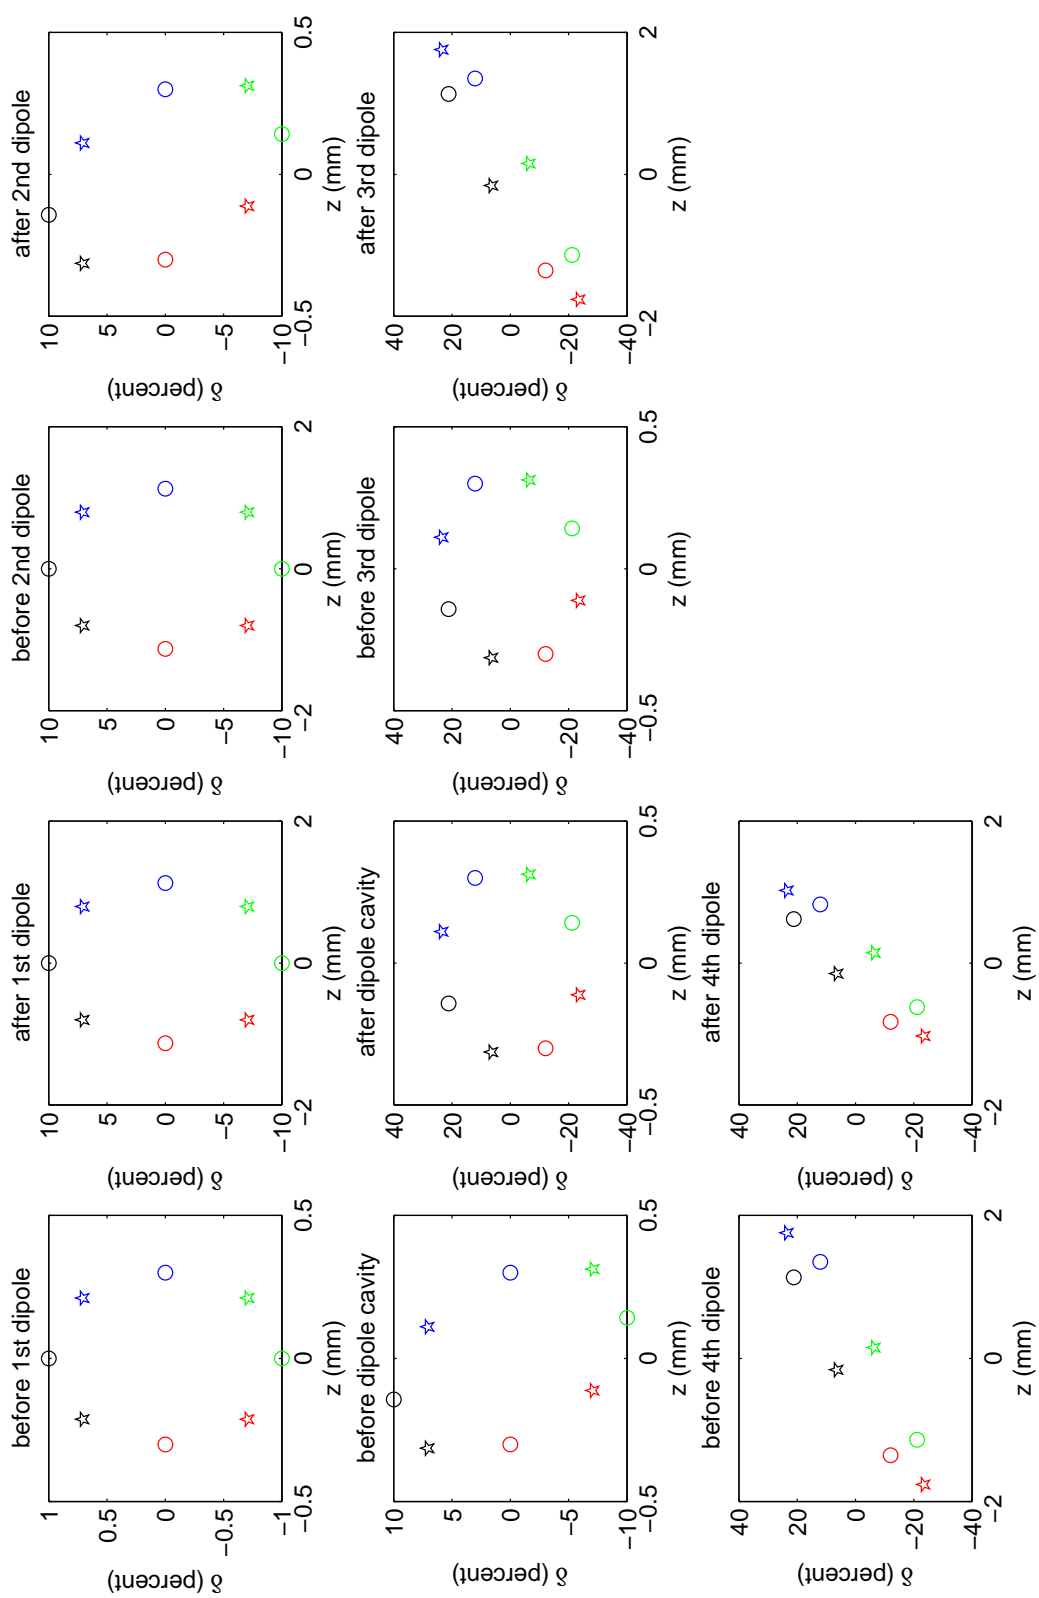 before 1st dipole
1
0.5
0
−0.5
−1
δ (percent)
−0.5
0
0.5
z (mm)
after 1st dipole
10
5
0
−5
−10
δ (percent)
−2
0
2
z (mm)
before 2nd dipole
10
5
0
−5
−10
δ (percent)
−2
0
2
z (mm)
after 2nd dipole
10
5
0
−5
−10
δ (percent)
−0.5
0
0.5
z (mm)
before dipole cavity
10
5
0
−5
−10
δ (percent)
−0.5
0
0.5
z (mm)
after dipole cavity
40
20
0
−20
−40
δ (percent)
−0.5
0
0.5
z (mm)
before 3rd dipole
40
20
0
−20
−40
δ (percent)
−0.5
0
0.5
z (mm)
after 3rd dipole
40
20
0
−20
−40
δ (percent)
−2
0
2
z (mm)
before 4th dipole
40
20
0
−20
−40
δ (percent)
−2
0
2
z (mm)
after 4th dipole
40
20
0
−20
−40
δ (percent)
−2
0
2
z (mm)